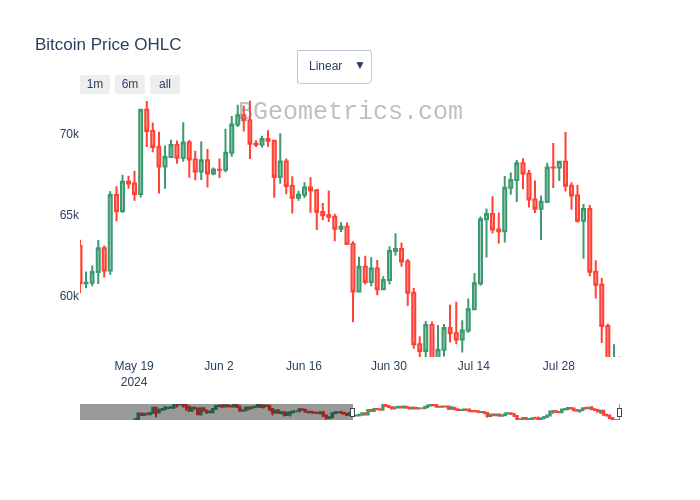 Bitcoin Price OHLC
Linear ▼
1m 6m all
Geometrics.com
70k
65k
60k
May 19 Jun 2 Jun 16 Jun 30 Jul 14 Jul 28
2024